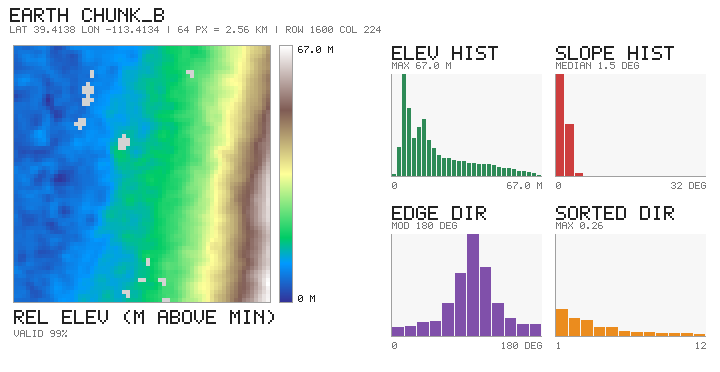 EARTH CHUNK_B
LAT 39.4138 LON -113.4134 | 64 PX = 2.56 KM | ROW 1600 COL 224
67.0 M
0 M
REL ELEV (M ABOVE MIN)
VALID 99%
ELEV HIST
MAX 67.0 M
0 67.0 M
SLOPE HIST
MEDIAN 1.5 DEG
0 32 DEG
EDGE DIR
MOD 180 DEG
0 180 DEG
SORTED DIR
MAX 0.26
1 12